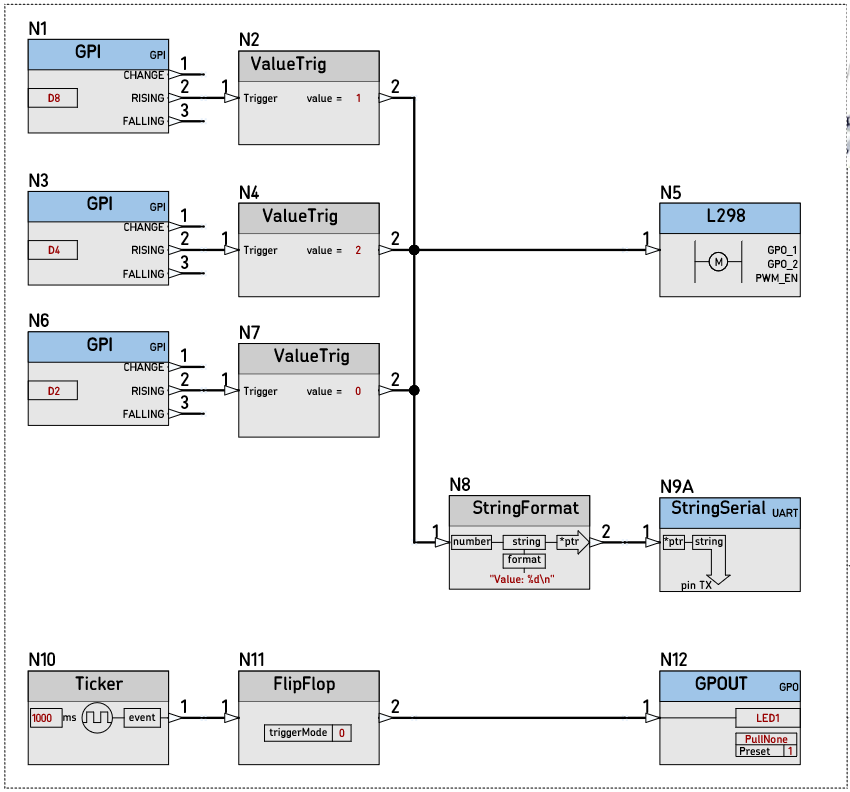 N1
GPI GPI
CHANGE 1
D8 RISING 2
FALLING 3
N2
ValueTrig
1 Trigger value = 1 2
N3
GPI GPI
CHANGE 1
D4 RISING 2
FALLING 3
N4
ValueTrig
1 Trigger value = 2 2
N5
L298
1 M GPO_1
GPO_2
PWM_EN
N6
GPI GPI
CHANGE 1
D2 RISING 2
FALLING 3
N7
ValueTrig
1 Trigger value = 0 2
N8
StringFormat
1 number string *ptr 2
format
"Value: %d\n"
N9A
StringSerial UART
1 *ptr string
pin TX
N10
Ticker
1000 ms event 1
N11
FlipFlop
1 2
triggerMode 0
N12
GPOUT GPO
1 LED1
PullNone
Preset 1